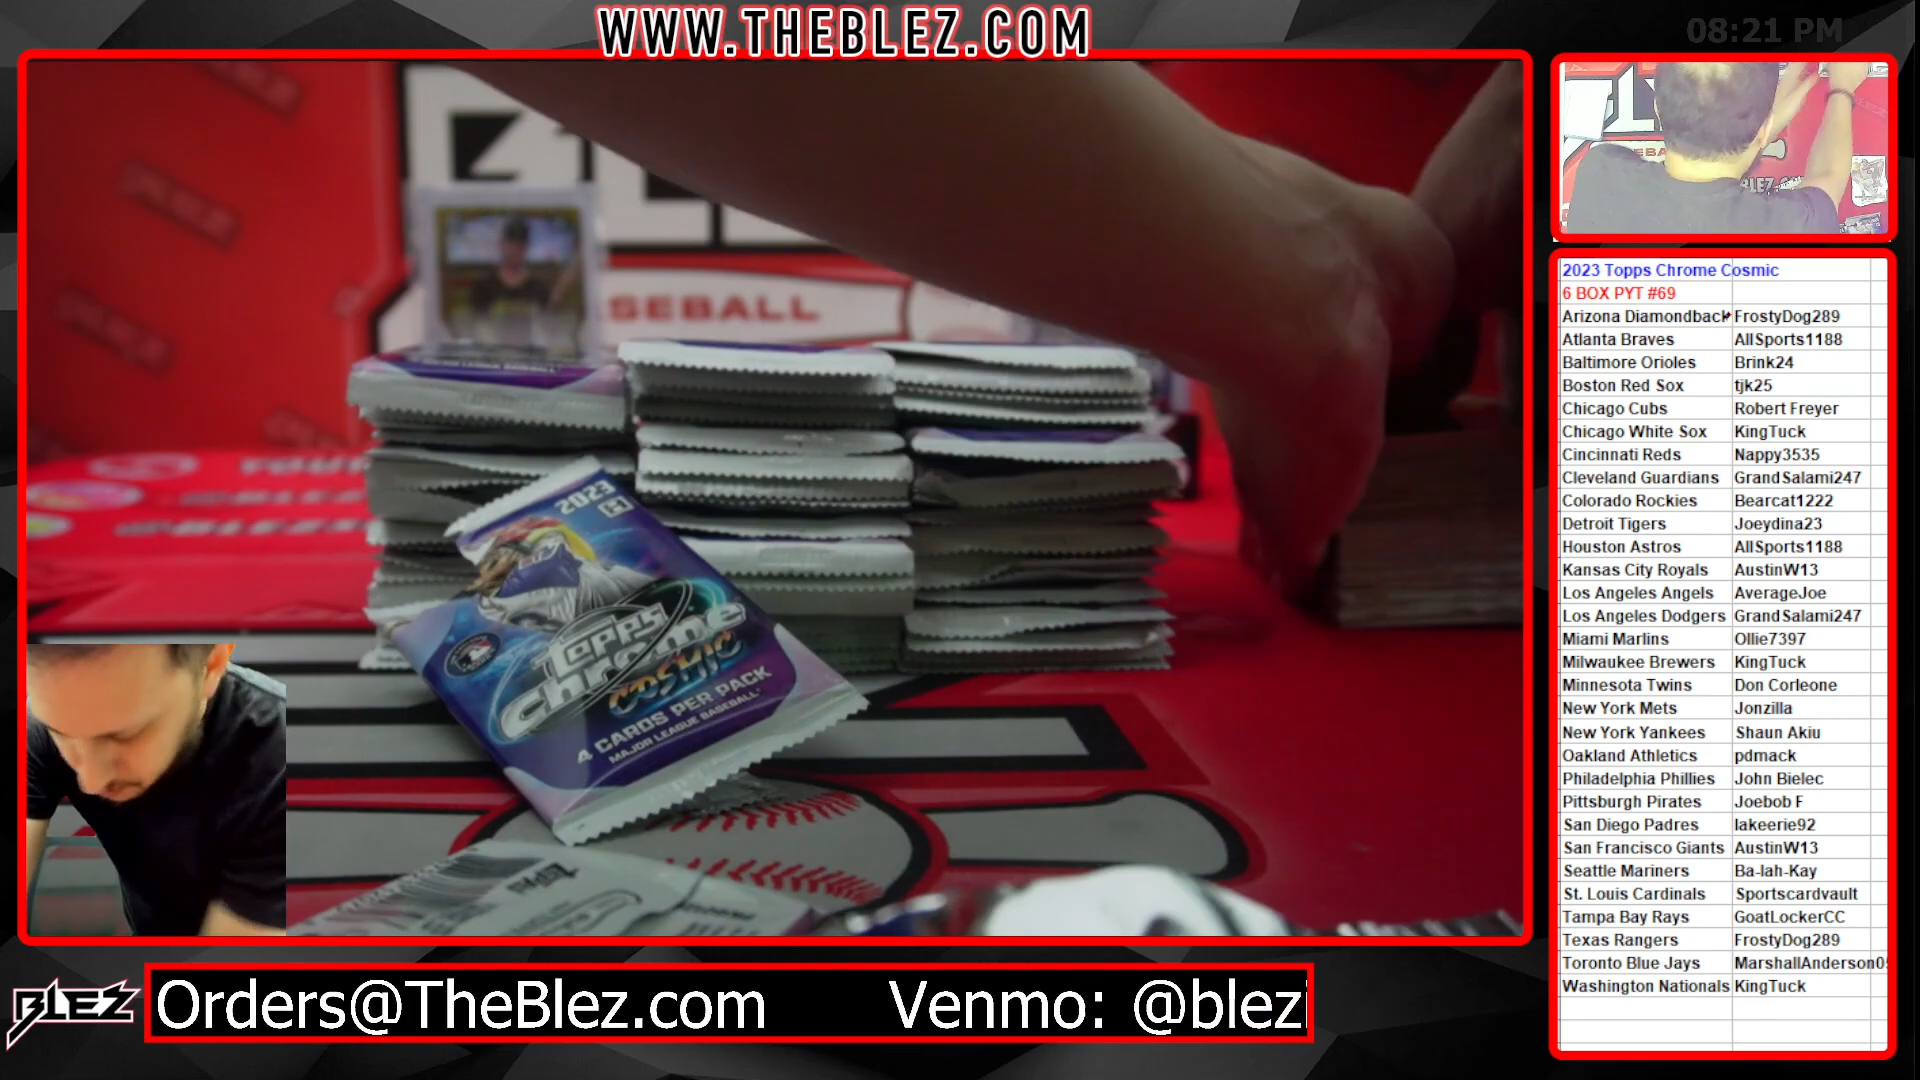 WWW.THEBLEZ.COM
08:21 PM
SEBALL
2023
Topps
chrome
COSMIC
4 CARDS PER PACK
MAJOR LEAGUE BASEBALL
BLEZ
Orders@TheBlez.com Venmo: @blezi
2023 Topps Chrome Cosmic
6 BOX PYT #69
Arizona Diamondback FrostyDog289
Atlanta Braves AllSports1188
Baltimore Orioles Brink24
Boston Red Sox tjk25
Chicago Cubs Robert Freyer
Chicago White Sox KingTuck
Cincinnati Reds Nappy3535
Cleveland Guardians GrandSalami247
Colorado Rockies Bearcat1222
Detroit Tigers Joeydina23
Houston Astros AllSports1188
Kansas City Royals AustinW13
Los Angeles Angels AverageJoe
Los Angeles Dodgers GrandSalami247
Miami Marlins Ollie7397
Milwaukee Brewers KingTuck
Minnesota Twins Don Corleone
New York Mets Jonzilla
New York Yankees Shaun Akiu
Oakland Athletics pdmack
Philadelphia Phillies John Bielec
Pittsburgh Pirates Joebob F
San Diego Padres lakeerie92
San Francisco Giants AustinW13
Seattle Mariners Ba-lah-Kay
St. Louis Cardinals Sportscardvault
Tampa Bay Rays GoatLockerCC
Texas Rangers FrostyDog289
Toronto Blue Jays MarshallAnderson05
Washington Nationals KingTuck